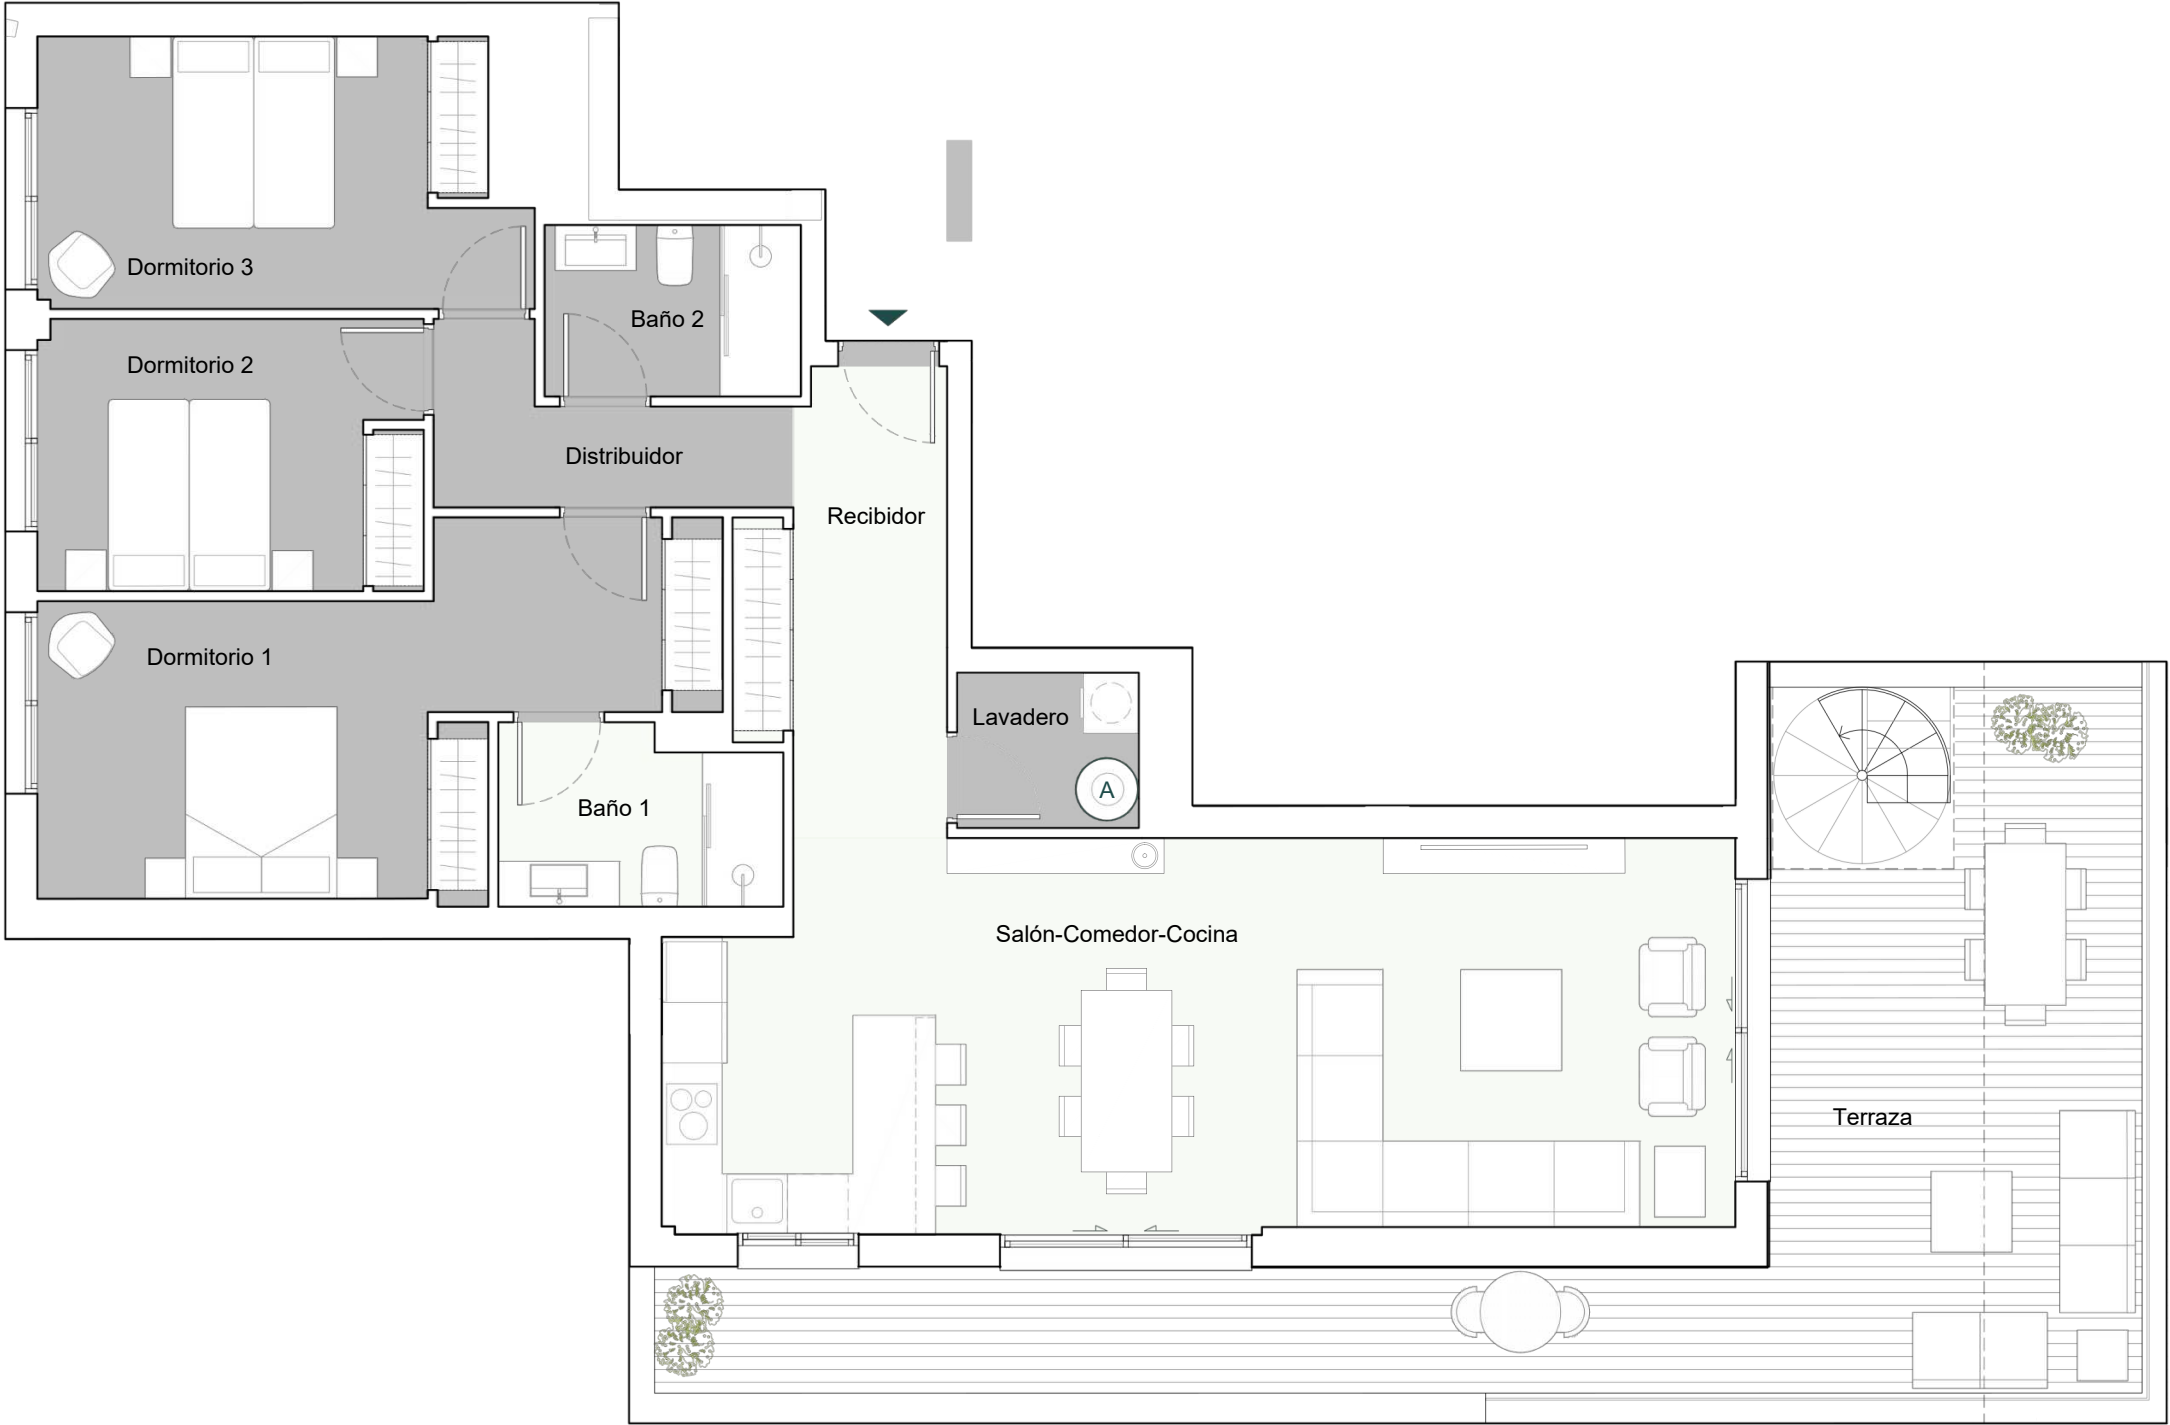 Dormitorio 3
Baño 2
Dormitorio 2
Distribuidor
Recibidor
Dormitorio 1
Lavadero
A
Baño 1
Salón-Comedor-Cocina
Terraza